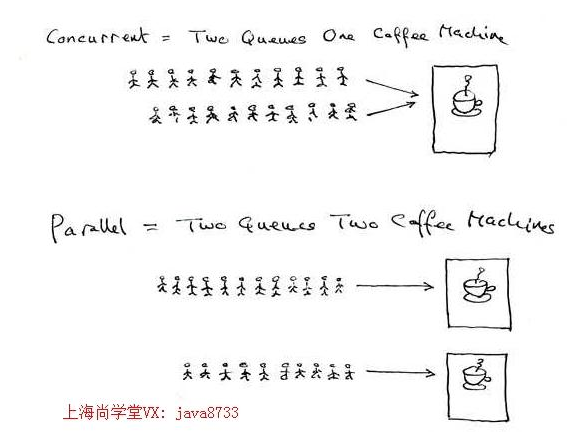 Concurrent = Two Queues One Coffee Machine
Parallel = Two Queues Two Coffee Machines
上海尚学堂VX: java8733